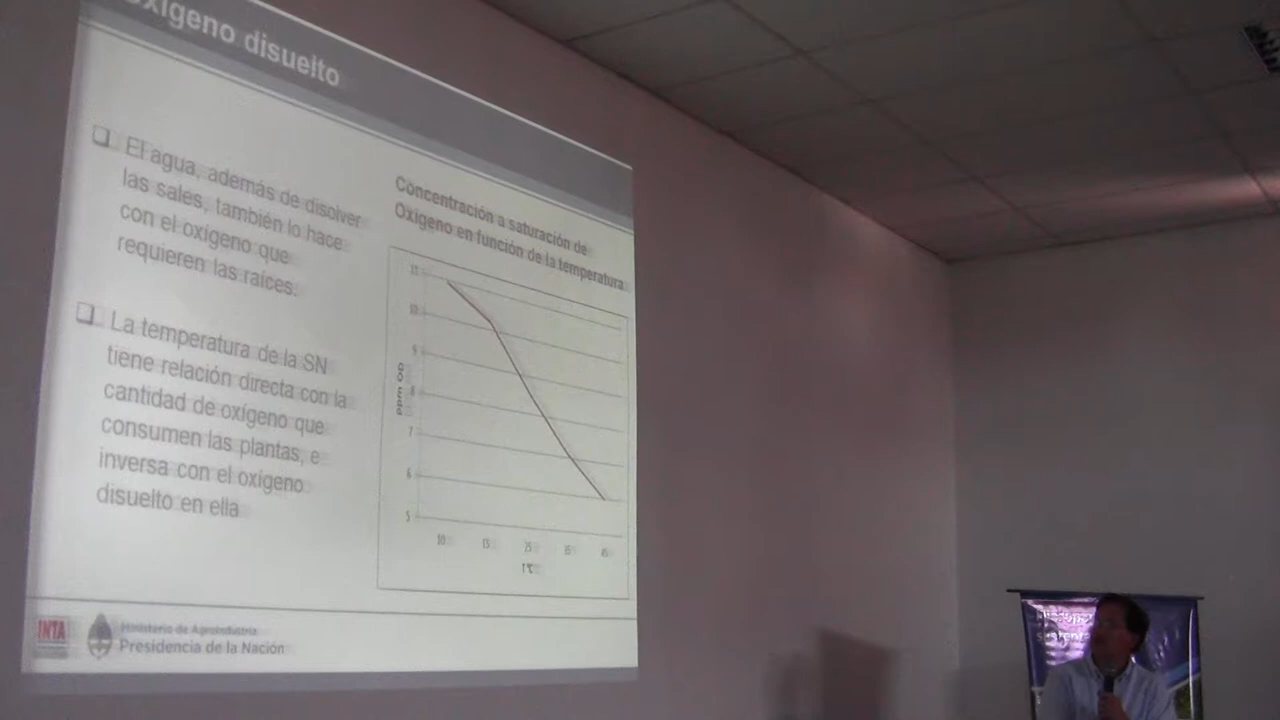 oxígeno disuelto
El agua, además de disolver
las sales, también lo hace
con el oxígeno que
requieren las raíces.
La temperatura de la SN
tiene relación directa con la
cantidad de oxígeno que
consumen las plantas, e
inversa con el oxígeno
disuelto en ella
Concentración a saturación de
Oxígeno en función de la temperatura
11
10
9
8
7
6
5
ppm OD
10 15 25 35 45
T°C
INTA
Ministerio de Agroindustria
Presidencia de la Nación